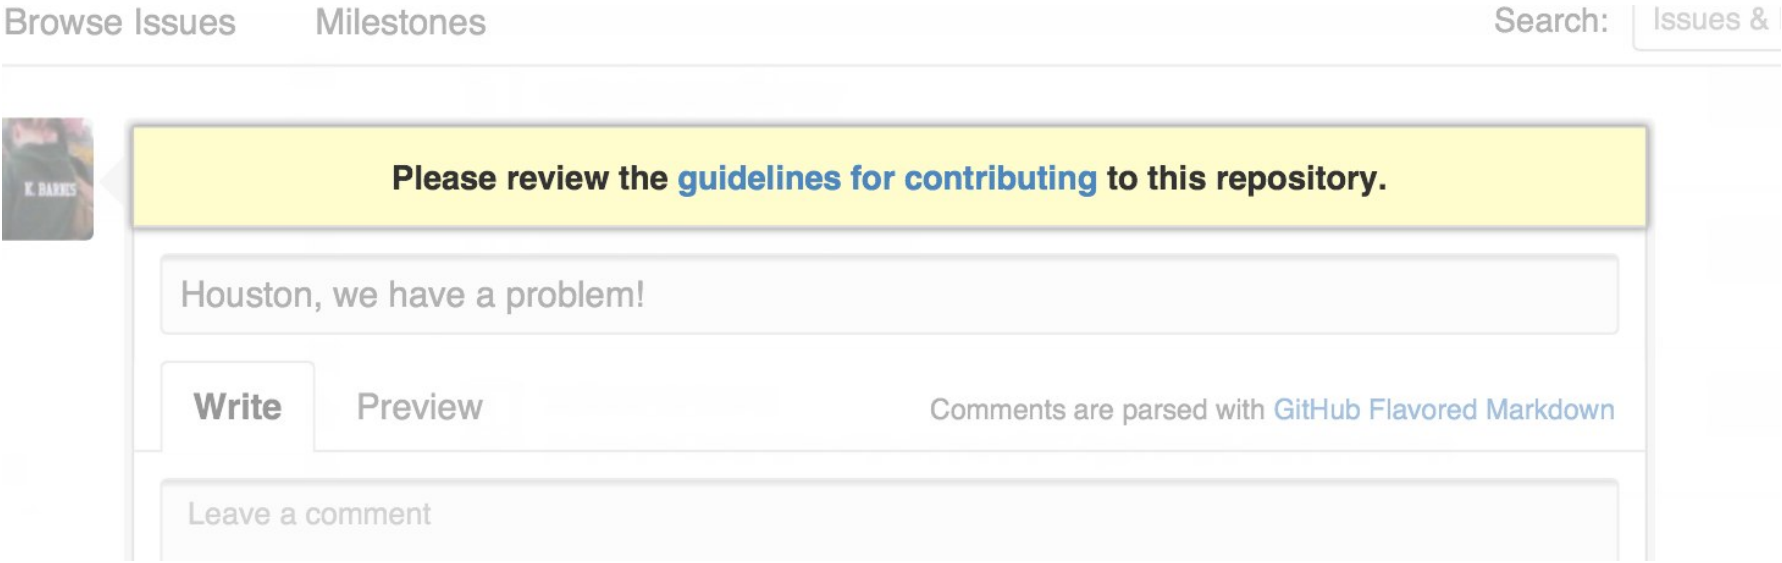 Browse Issues Milestones Search: Issues &
K. BARNES
Please review the guidelines for contributing to this repository.
Houston, we have a problem!
Write Preview Comments are parsed with GitHub Flavored Markdown
Leave a comment